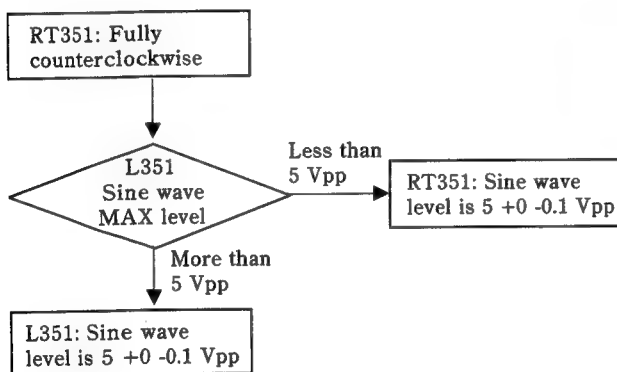 RT351: Fully
counterclockwise
L351
Sine wave
MAX level
Less than
5 Vpp
RT351: Sine wave
level is 5 +0 -0.1 Vpp
More than
5 Vpp
L351: Sine wave
level is 5 +0 -0.1 Vpp